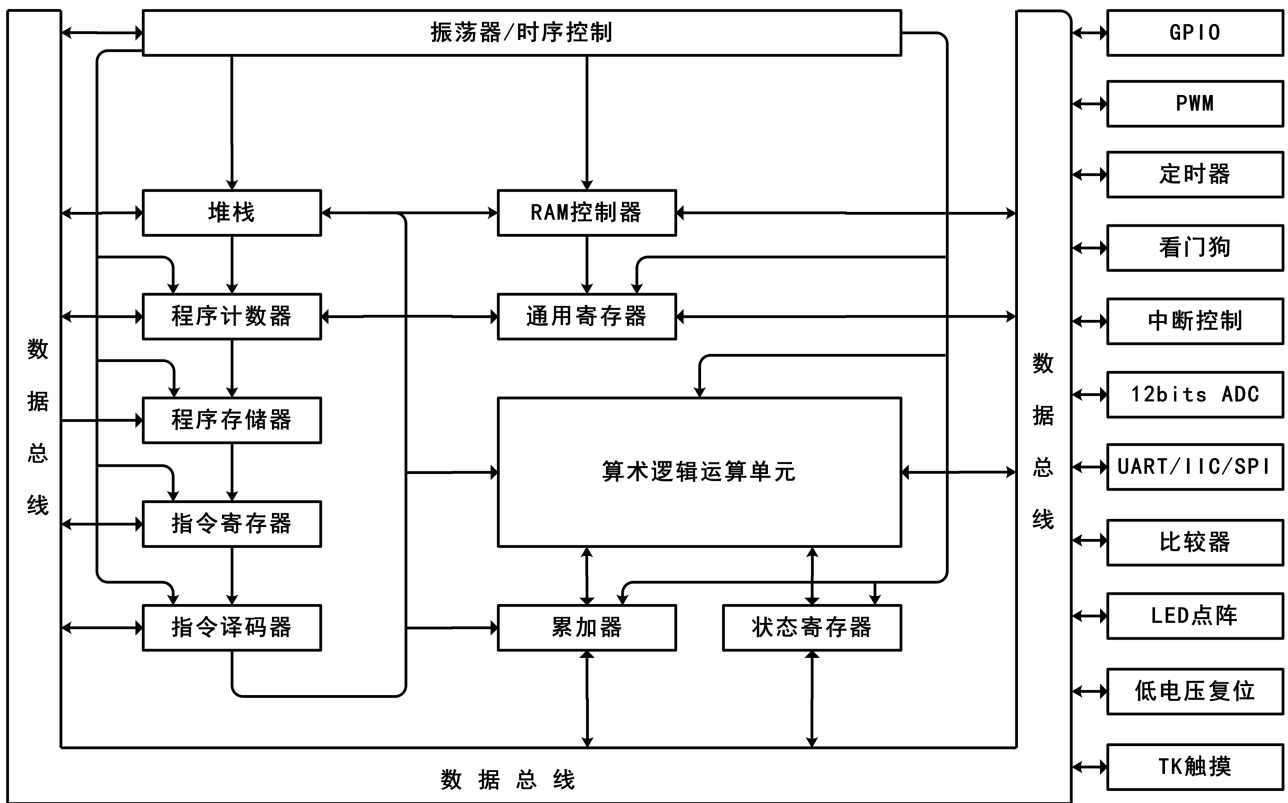 振荡器/时序控制
堆栈
RAM控制器
程序计数器
通用寄存器
程序存储器
算术逻辑运算单元
指令寄存器
指令译码器
累加器
状态寄存器
数据总线
数据总线
数据总线
GPIO
PWM
定时器
看门狗
中断控制
12bits ADC
UART/IIC/SPI
比较器
LED点阵
低电压复位
TK触摸